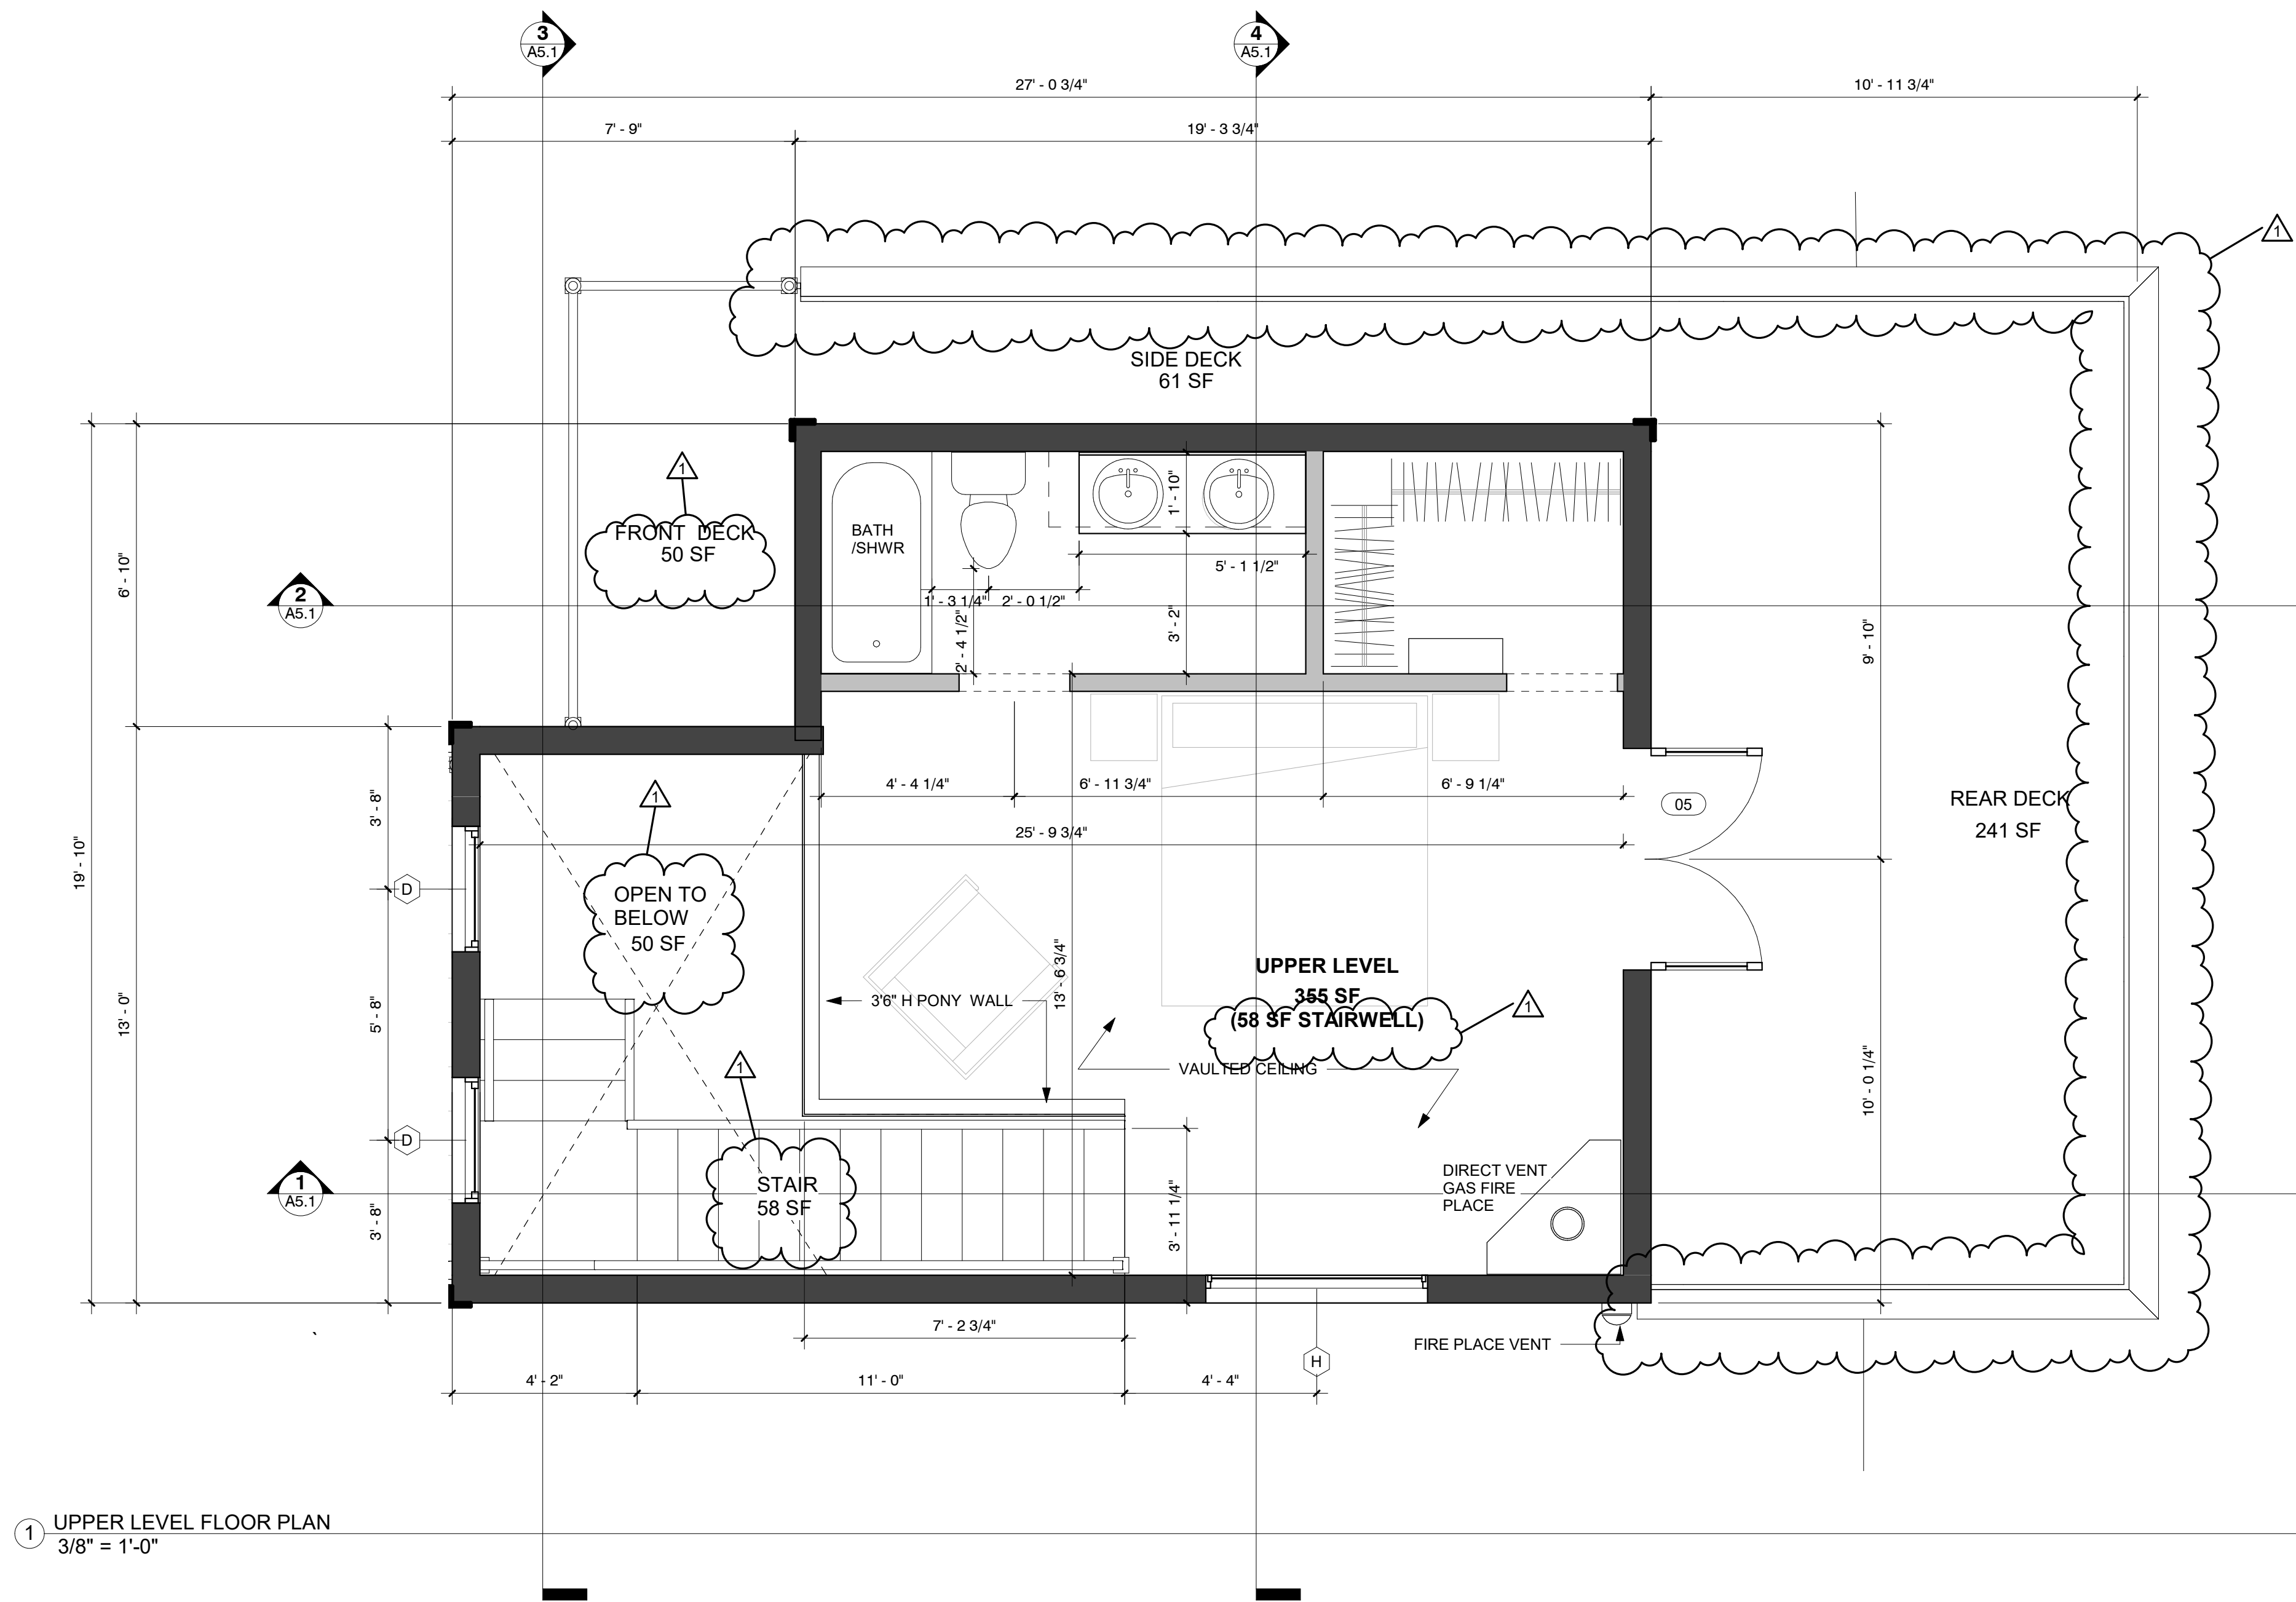 3
A5.1
4
A5.1
27' - 0 3/4"
10' - 11 3/4"
7' - 9"
19' - 3 3/4"
1
SIDE DECK
61 SF
1
FRONT DECK
50 SF
BATH
/SHWR
1' - 10"
5' - 1 1/2"
1' - 3 1/4"
2' - 0 1/2"
2' - 4 1/2"
3' - 2"
6' - 10"
2
A5.1
9' - 10"
19' - 10"
13' - 0"
3' - 8"
1
4' - 4 1/4"
6' - 11 3/4"
6' - 9 1/4"
05
25' - 9 3/4"
REAR DECK
241 SF
D
OPEN TO
BELOW
50 SF
13' - 6 3/4"
UPPER LEVEL
355 SF
(58 SF STAIRWELL)
1
3'6" H PONY WALL
5' - 8"
VAULTED CEILING
1
10' - 0 1/4"
D
1
A5.1
STAIR
58 SF
3' - 8"
3' - 11 1/4"
DIRECT VENT
GAS FIRE
PLACE
7' - 2 3/4"
FIRE PLACE VENT
H
4' - 2"
11' - 0"
4' - 4"
1
UPPER LEVEL FLOOR PLAN
3/8" = 1'-0"